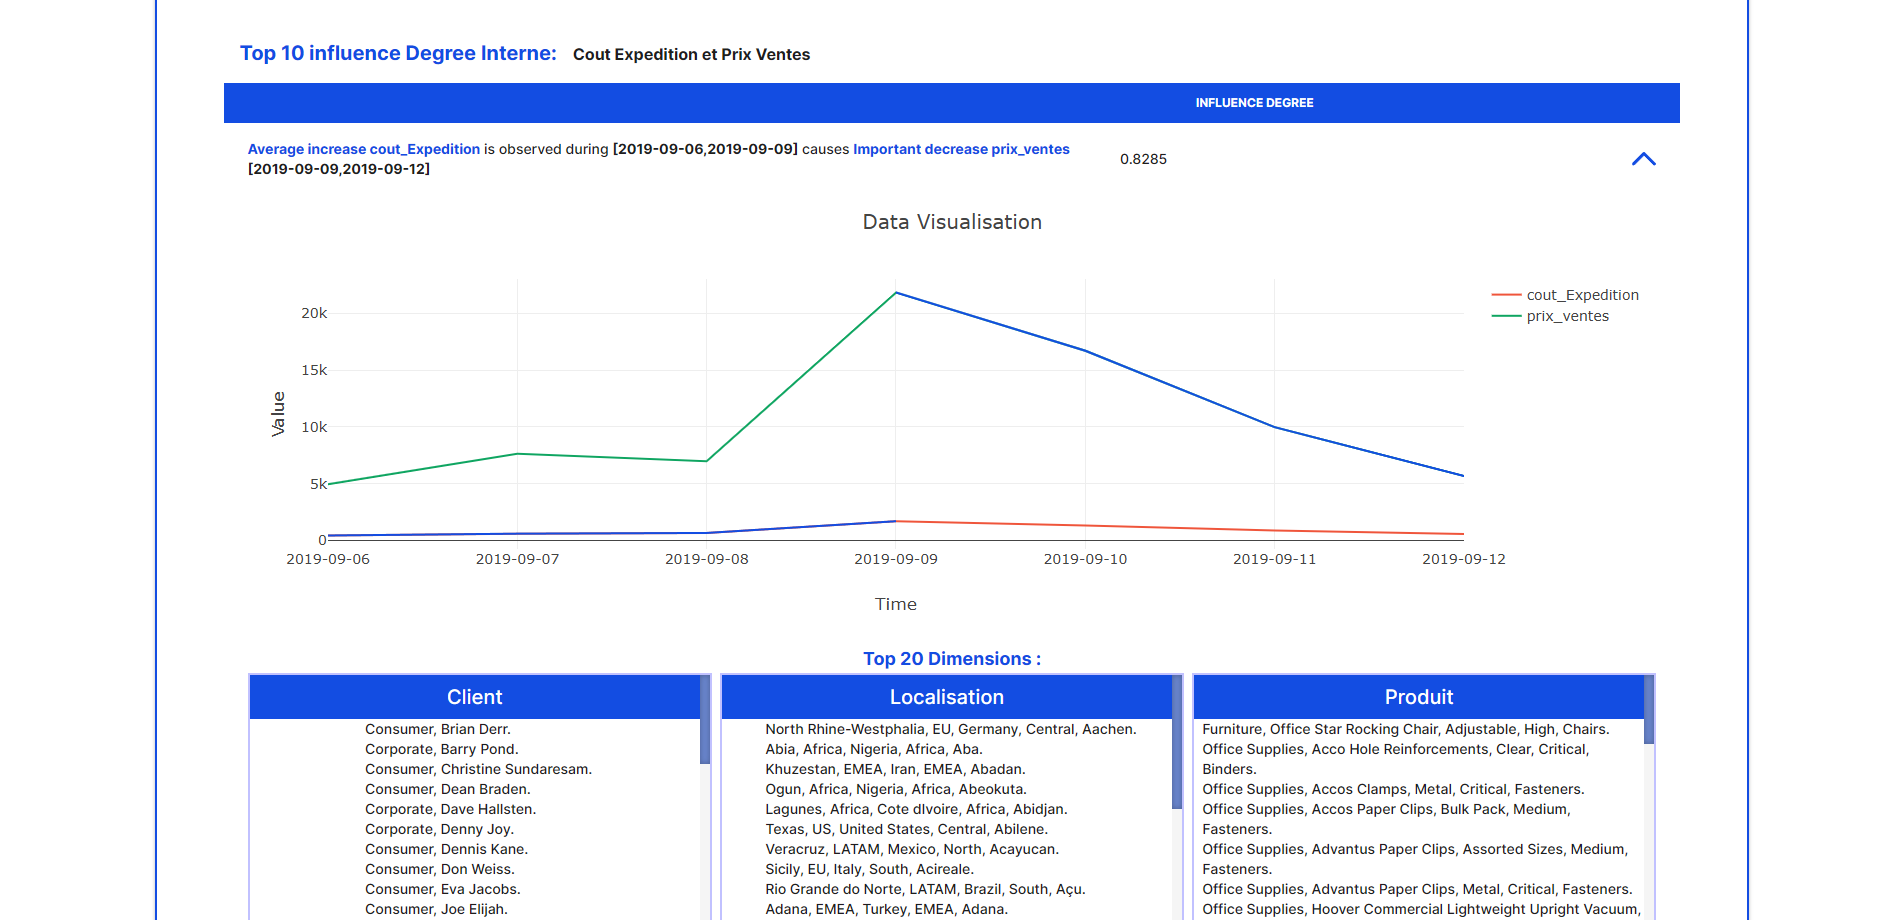 Top 10 influence Degree Interne: Cout Expedition et Prix Ventes
INFLUENCE DEGREE
Average increase cout_Expedition is observed during [2019-09-06,2019-09-09] causes Important decrease prix_ventes
[2019-09-09,2019-09-12]
0.8285
Data Visualisation
cout_Expedition
prix_ventes
Value
20k
15k
10k
5k
0
2019-09-06
2019-09-07
2019-09-08
2019-09-09
2019-09-10
2019-09-11
2019-09-12
Time
Top 20 Dimensions :
Client
Consumer, Brian Derr.
Corporate, Barry Pond.
Consumer, Christine Sundaresam.
Consumer, Dean Braden.
Corporate, Dave Hallsten.
Corporate, Denny Joy.
Consumer, Dennis Kane.
Consumer, Don Weiss.
Consumer, Eva Jacobs.
Consumer, Joe Elijah.
Localisation
North Rhine-Westphalia, EU, Germany, Central, Aachen.
Abia, Africa, Nigeria, Africa, Aba.
Khuzestan, EMEA, Iran, EMEA, Abadan.
Ogun, Africa, Nigeria, Africa, Abeokuta.
Lagunes, Africa, Cote dIvoire, Africa, Abidjan.
Texas, US, United States, Central, Abilene.
Veracruz, LATAM, Mexico, North, Acayucan.
Sicily, EU, Italy, South, Acireale.
Rio Grande do Norte, LATAM, Brazil, South, Açu.
Adana, EMEA, Turkey, EMEA, Adana.
Produit
Furniture, Office Star Rocking Chair, Adjustable, High, Chairs.
Office Supplies, Acco Hole Reinforcements, Clear, Critical,
Binders.
Office Supplies, Accos Clamps, Metal, Critical, Fasteners.
Office Supplies, Accos Paper Clips, Bulk Pack, Medium,
Fasteners.
Office Supplies, Advantus Paper Clips, Assorted Sizes, Medium,
Fasteners.
Office Supplies, Advantus Paper Clips, Metal, Critical, Fasteners.
Office Supplies, Hoover Commercial Lightweight Upright Vacuum,